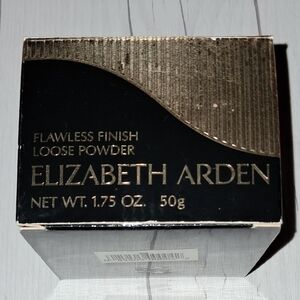 FLAWLESS FINISH
LOOSE POWDER
ELIZABETH ARDEN
NET WT. 1.75 OZ. 50g